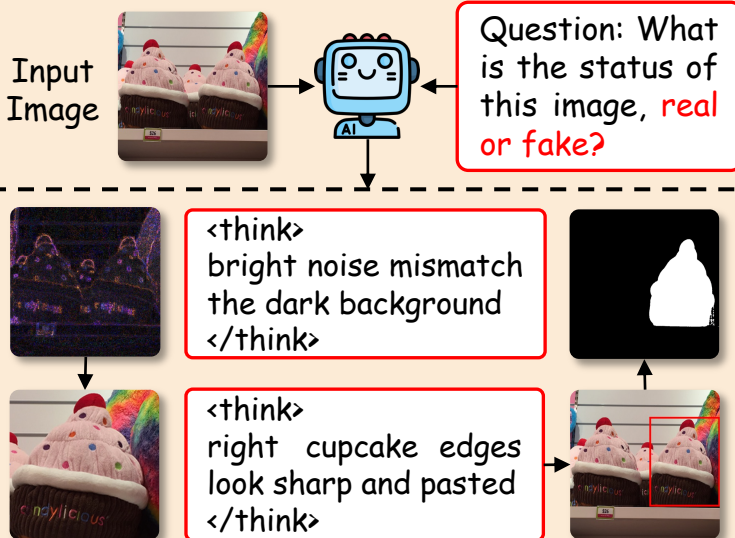 Input
Image
AI
Question: What
is the status of
this image, real
or fake?
candylicious
<think>
bright noise mismatch
the dark background
</think>
candylicious
<think>
right cupcake edges
look sharp and pasted
</think>